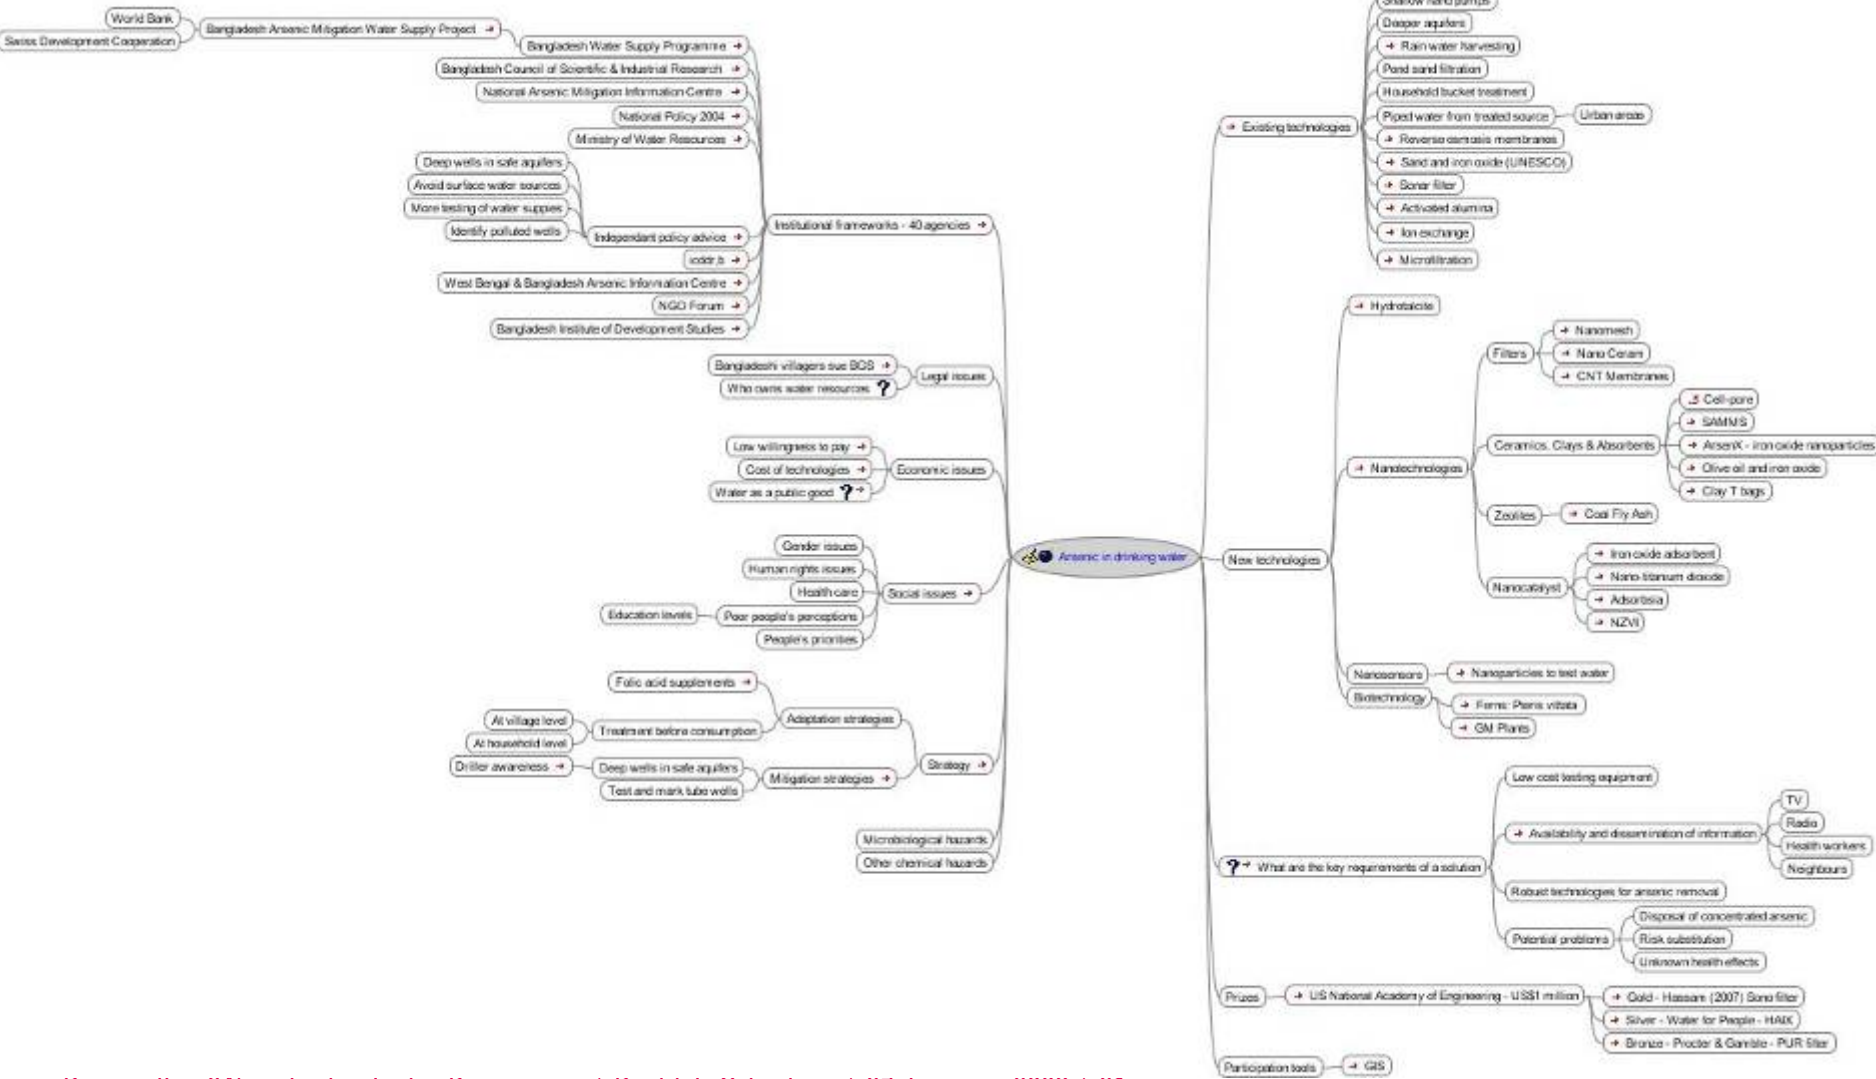 World Bank
Swiss Development Cooperation
Bangladesh Arsenic Mitigation Water Supply Project
Bangladesh Water Supply Programme
Bangladesh Council of Scientific & Industrial Research
National Arsenic Mitigation Information Centre
National Policy 2004
Ministry of Water Resources
Deep wells in safe aquifers
Avoid surface water sources
More testing of water suppies
Identify polluted wells
Independant policy advice
icddr,b
West Bengal & Bangladesh Arsenic Information Centre
NGO Forum
Bangladesh Institute of Development Studies
Institutional frameworks - 40 agencies
Bangladeshi villagers sue BGS
Who owns water resources
Legal issues
Low willingness to pay
Cost of technologies
Water as a public good
Economic issues
Gender issues
Human rights issues
Health care
Education levels
Poor people's perceptions
People's priorities
Social issues
Folic acid supplements
At village level
At household level
Treatment before consumption
Adaptation strategies
Driller awareness
Deep wells in safe aquifers
Test and mark tube wells
Mitigation strategies
Strategy
Microbiological hazards
Other chemical hazards
Arsenic in drinking water
Existing technologies
Shallow hand pumps
Deeper aquifers
Rain water harvesting
Pond sand filtration
Household bucket treatment
Piped water from treated source
Urban areas
Reverse osmosis membranes
Sand and iron oxide (UNESCO)
Sonar filter
Activated alumina
Ion exchange
Microfiltration
New technologies
Hydrotalcite
Nanotechnologies
Filters
Nanomesh
Nano Ceram
CNT Membranes
Ceramics, Clays & Absorbents
Cell-pore
SAMMS
ArsenX - iron oxide nanoparticles
Olive oil and iron oxide
Clay T bags
Zeolites
Coal Fly Ash
Nanocatalyst
Iron oxide adsorbent
Nano-titanium dioxide
Adsorbsia
NZVI
Nanosensors
Nanoparticles to test water
Biotechnology
Ferns: Pteris vittata
GM Plants
What are the key requirements of a solution
Low cost testing equipment
Availability and dissemination of information
TV
Radio
Health workers
Neighbours
Robust technologies for arsenic removal
Potential problems
Disposal of concentrated arsenic
Risk substitution
Unknown health effects
Prizes
US National Academy of Engineering - US$1 million
Gold - Hassam (2007) Sono filter
Silver - Water for People - HAIX
Bronze - Procter & Gamble - PUR filter
Participation tools
GIS